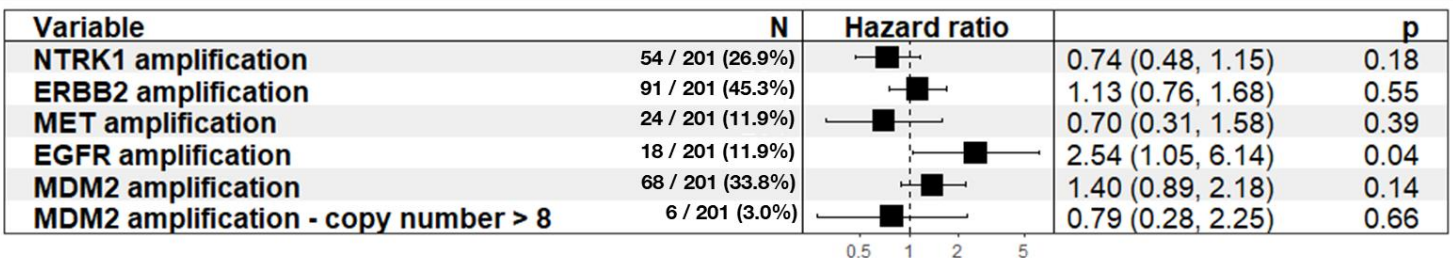 Variable N Hazard ratio p
NTRK1 amplification 54 / 201 (26.9%) 0.74 (0.48, 1.15) 0.18
ERBB2 amplification 91 / 201 (45.3%) 1.13 (0.76, 1.68) 0.55
MET amplification 24 / 201 (11.9%) 0.70 (0.31, 1.58) 0.39
EGFR amplification 18 / 201 (11.9%) 2.54 (1.05, 6.14) 0.04
MDM2 amplification 68 / 201 (33.8%) 1.40 (0.89, 2.18) 0.14
MDM2 amplification - copy number > 8 6 / 201 (3.0%) 0.79 (0.28, 2.25) 0.66
0.5 1 2 5